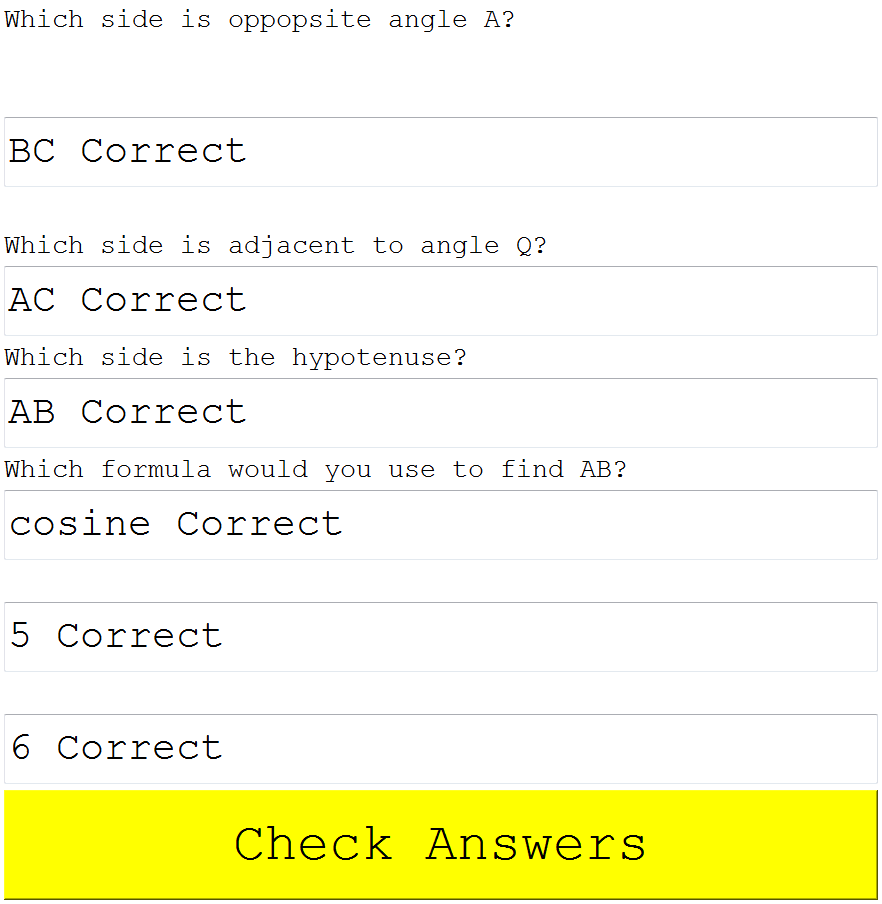 Which side is oppopsite angle A?
BC Correct
Which side is adjacent to angle Q?
AC Correct
Which side is the hypotenuse?
AB Correct
Which formula would you use to find AB?
cosine Correct
5 Correct
6 Correct
Check Answers